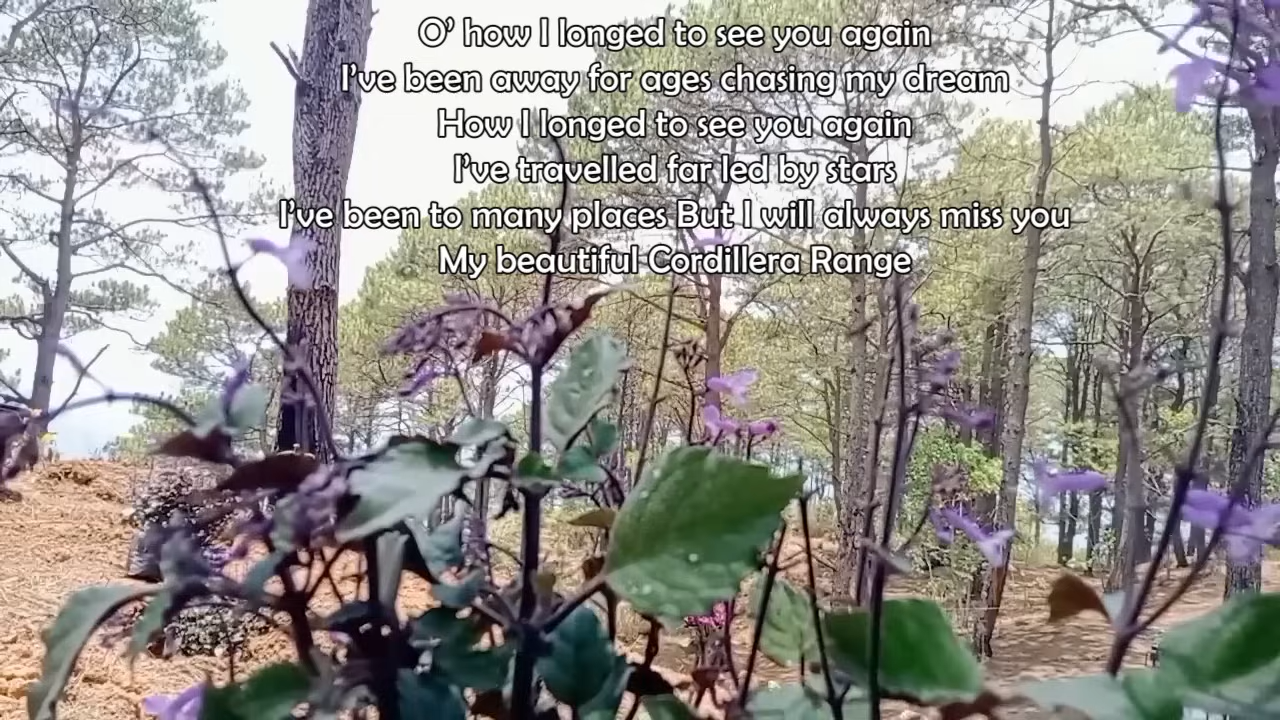 O’ how I longed to see you again
I’ve been away for ages chasing my dream
How I longed to see you again
I’ve travelled far led by stars
I’ve been to many places But I will always miss you
My beautiful Cordillera Range